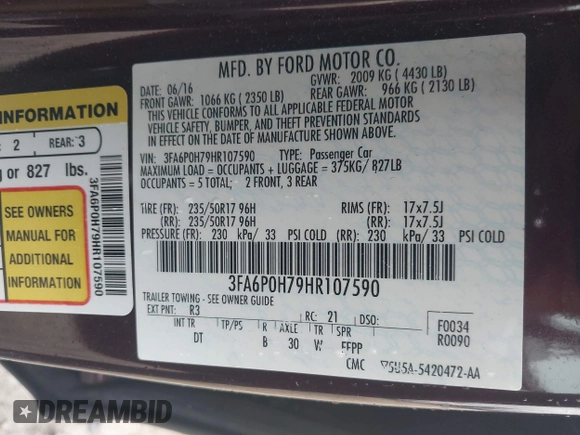 MFD. BY FORD MOTOR CO.
DATE: 06/16 GVWR: 2009 KG ( 4430 LB)
FRONT GAWR: 1066 KG ( 2350 LB) REAR GAWR: 966 KG ( 2130 LB)
THIS VEHICLE CONFORMS TO ALL APPLICABLE FEDERAL MOTOR
VEHICLE SAFETY, BUMPER, AND THEFT PREVENTION STANDARDS
IN EFFECT ON THE DATE OF MANUFACTURE SHOWN ABOVE.
VIN: 3FA6P0H79HR107590 TYPE: Passenger Car
MAXIMUM LOAD = OCCUPANTS + LUGGAGE = 375KG/ 827LB
OCCUPANTS = 5 TOTAL: 2 FRONT, 3 REAR
TIRE (FR): 235/50R17 96H RIMS (FR): 17x7.5J
(RR): 235/50R17 96H (RR): 17x7.5J
PRESSURE (FR): 230 kPa/ 33 PSI COLD (RR): 230 kPa/ 33 PSI COLD
3FA6P0H79HR107590
TRAILER TOWING - SEE OWNER GUIDE
EXT PNT: R3 RC: 21 DSO:
INT TR TP/PS R AXLE TR SPR
DT B 30 W FFPP
F0034
R0090
CMC 5U5A-5420472-AA
INFORMATION
2 REAR: 3
or 827 lbs.
SEE OWNERS
MANUAL FOR
ADDITIONAL
INFORMATION
3FA6P0H79HR107590
DREAMBID